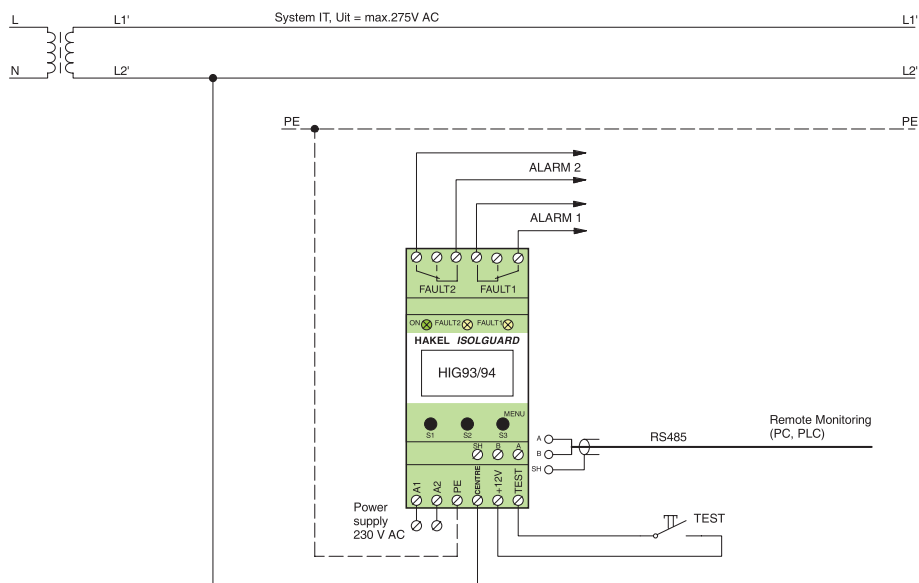 L
L1'
System IT, Uit = max.275V AC
L1'
N
L2'
L2'
PE
PE
ALARM 2
ALARM 1
FAULT2
FAULT1
ON
FAULT2
FAULT1
HAKEL ISOLGUARD
HIG93/94
MENU
S1
S2
S3
SH
B
A
A1
A2
PE
CENTRE
+12V
TEST
A
B
SH
RS485
Remote Monitoring
(PC, PLC)
Power
supply
230 V AC
TEST